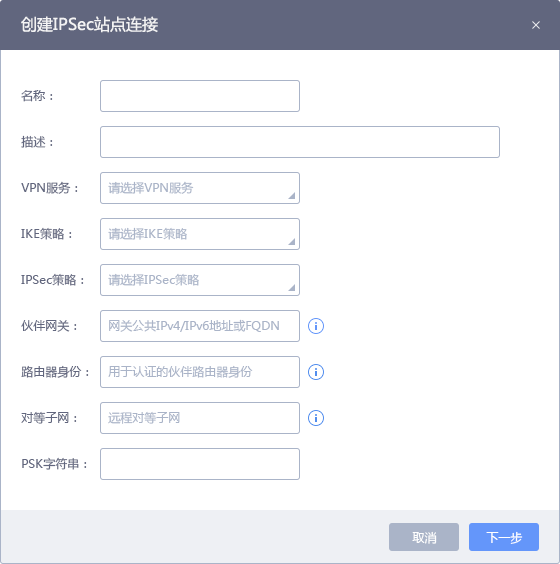 创建IPSec站点连接
名称：
描述：
VPN服务： 请选择VPN服务
IKE策略： 请选择IKE策略
IPSec策略： 请选择IPSec策略
伙伴网关： 网关公共IPv4/IPv6地址或FQDN
路由器身份： 用于认证的伙伴路由器身份
对等子网： 远程对等子网
PSK字符串：
取消 下一步